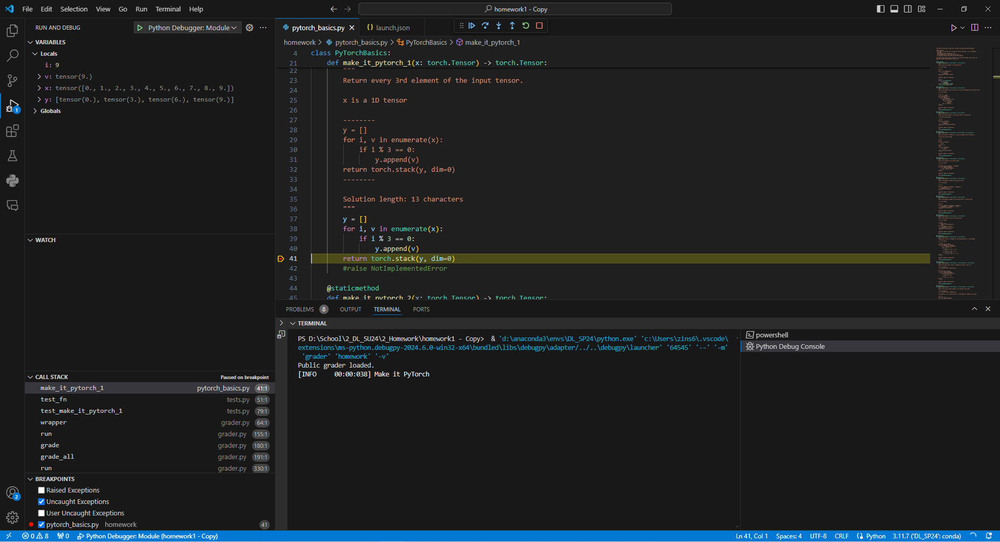 File Edit Selection View Go Run Terminal Help
homework1 - Copy
RUN AND DEBUG
Python Debugger: Module
VARIABLES
Locals
i: 9
v: tensor(9.)
x: tensor([0., 1., 2., 3., 4., 5., 6., 7., 8., 9.])
y: [tensor(0.), tensor(3.), tensor(6.), tensor(9.)]
Globals
WATCH
CALL STACK Paused on breakpoint
make_it_pytorch_1 pytorch_basics.py 41:1
test_fn tests.py 51:1
test_make_it_pytorch_1 tests.py 79:1
wrapper grader.py 64:1
run grader.py 155:1
grade grader.py 180:1
grade_all grader.py 191:1
run grader.py 330:1
BREAKPOINTS
Raised Exceptions
Uncaught Exceptions
User Uncaught Exceptions
pytorch_basics.py homework 41
1
2
pytorch_basics.py launch.json
homework > pytorch_basics.py > PyTorchBasics > make_it_pytorch_1
4 class PyTorchBasics:
21 def make_it_pytorch_1(x: torch.Tensor) -> torch.Tensor:
22 """
23 Return every 3rd element of the input tensor.
24
25 x is a 1D tensor
26
27 --------
28 y = []
29 for i, v in enumerate(x):
30 if i % 3 == 0:
31 y.append(v)
32 return torch.stack(y, dim=0)
33 --------
34
35 Solution length: 13 characters
36 """
37 y = []
38 for i, v in enumerate(x):
39 if i % 3 == 0:
40 y.append(v)
41 return torch.stack(y, dim=0)
42 #raise NotImplementedError
43
44 @staticmethod
45 def make_it_pytorch_2(x: torch.Tensor) -> torch.Tensor:
PROBLEMS 8 OUTPUT TERMINAL PORTS
TERMINAL
PS D:\School\2_DL_SU24\2_Homework\homework1 - Copy> & 'd:\anaconda3\envs\DL_SP24\python.exe' 'c:\Users\zins6\.vscode\
extensions\ms-python.debugpy-2024.6.0-win32-x64\bundled\libs\debugpy\adapter/../..\debugpy\launcher' '64545' '--' '-m'
'grader' 'homework' '-v'
Public grader loaded.
[INFO 00:00:038] Make it PyTorch
powershell
Python Debug Console
0 8 0 Python Debugger: Module (homework1 - Copy)
Ln 41, Col 1 Spaces: 4 UTF-8 CRLF Python 3.11.7 ('DL_SP24': conda)